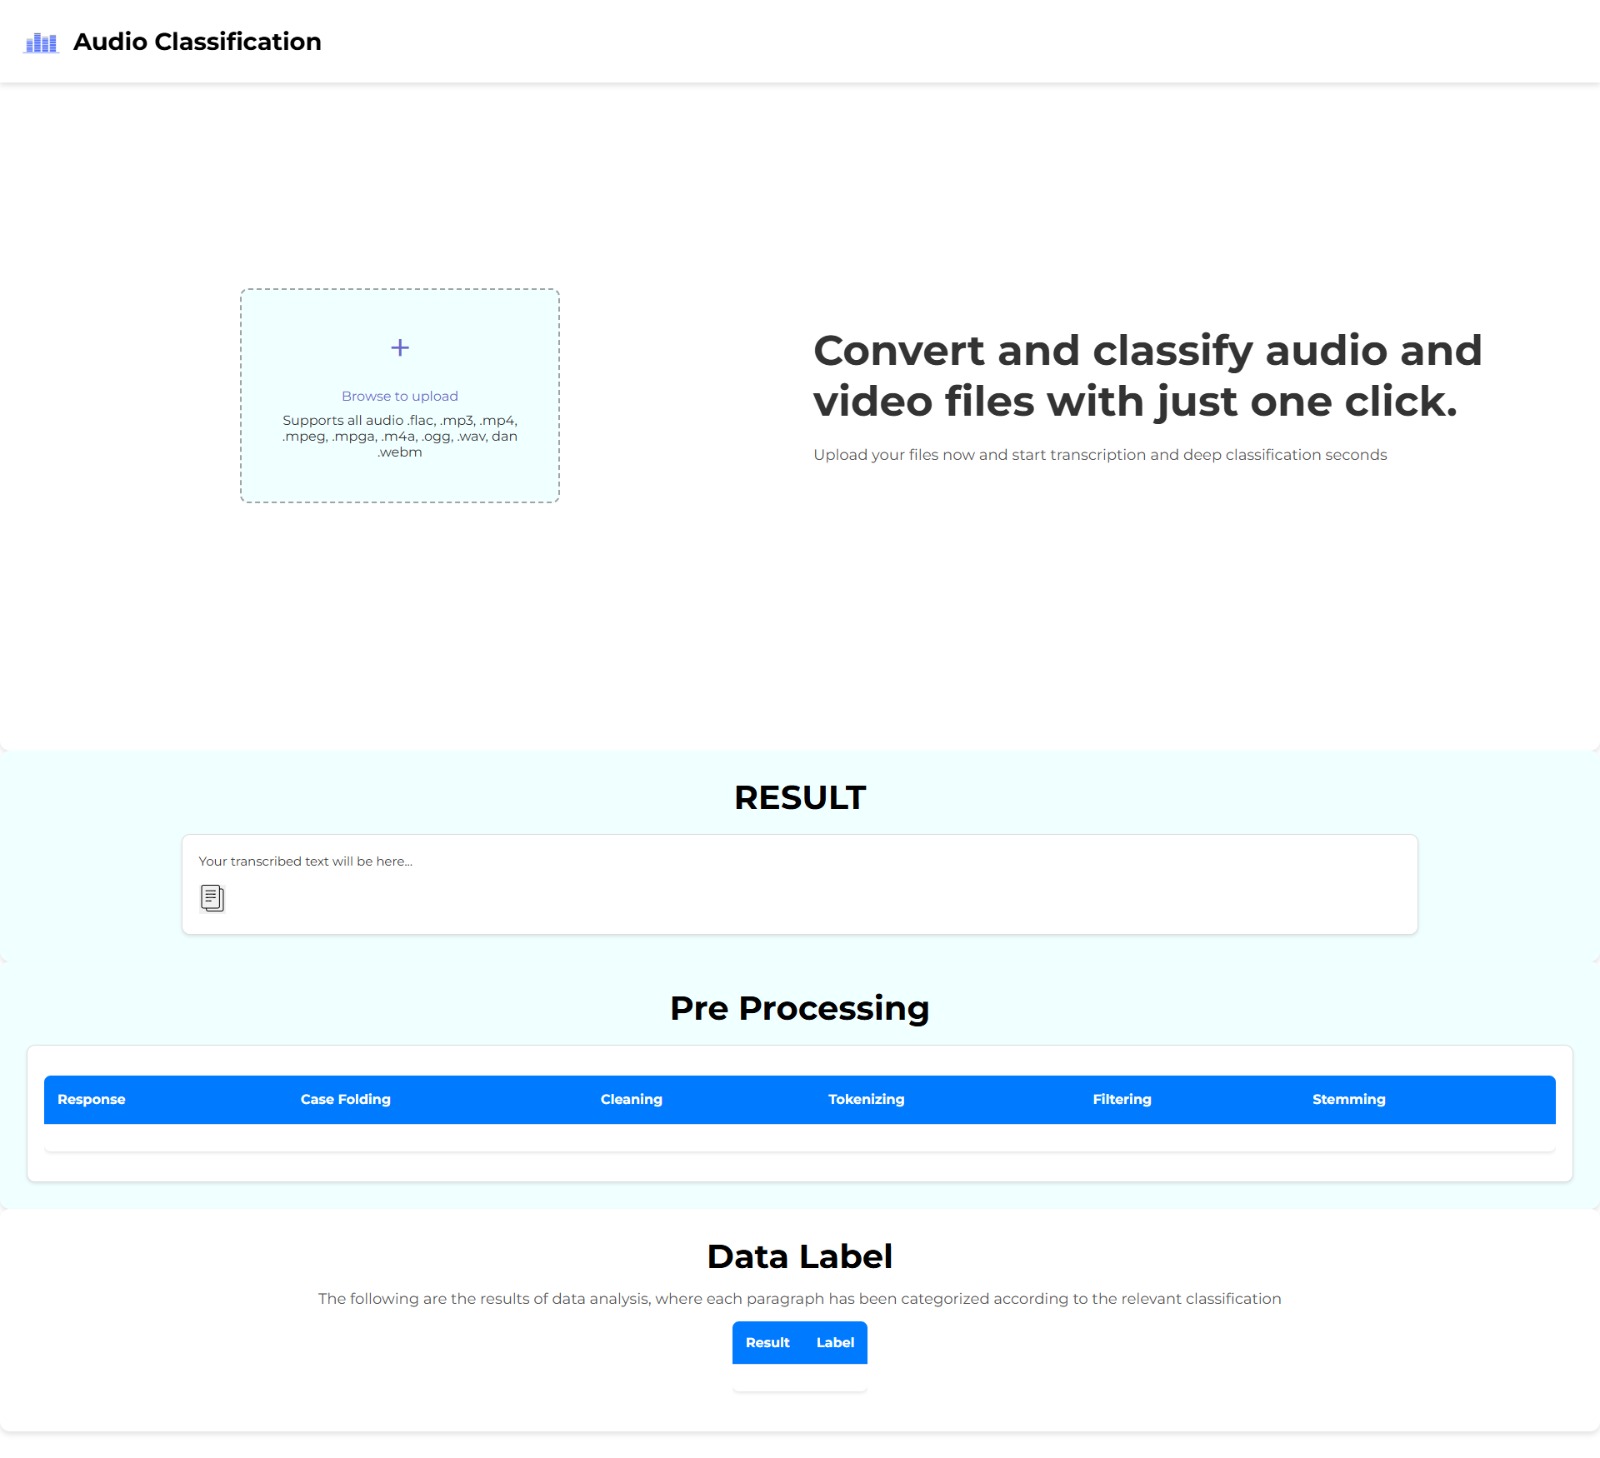 Audio Classification
+
Browse to upload
Supports all audio .flac, .mp3, .mp4,
.mpeg, .mpga, .m4a, .ogg, .wav, dan
.webm
Convert and classify audio and
video files with just one click.
Upload your files now and start transcription and deep classification seconds
RESULT
Your transcribed text will be here...
Pre Processing
Response Case Folding Cleaning Tokenizing Filtering Stemming
Data Label
The following are the results of data analysis, where each paragraph has been categorized according to the relevant classification
Result Label